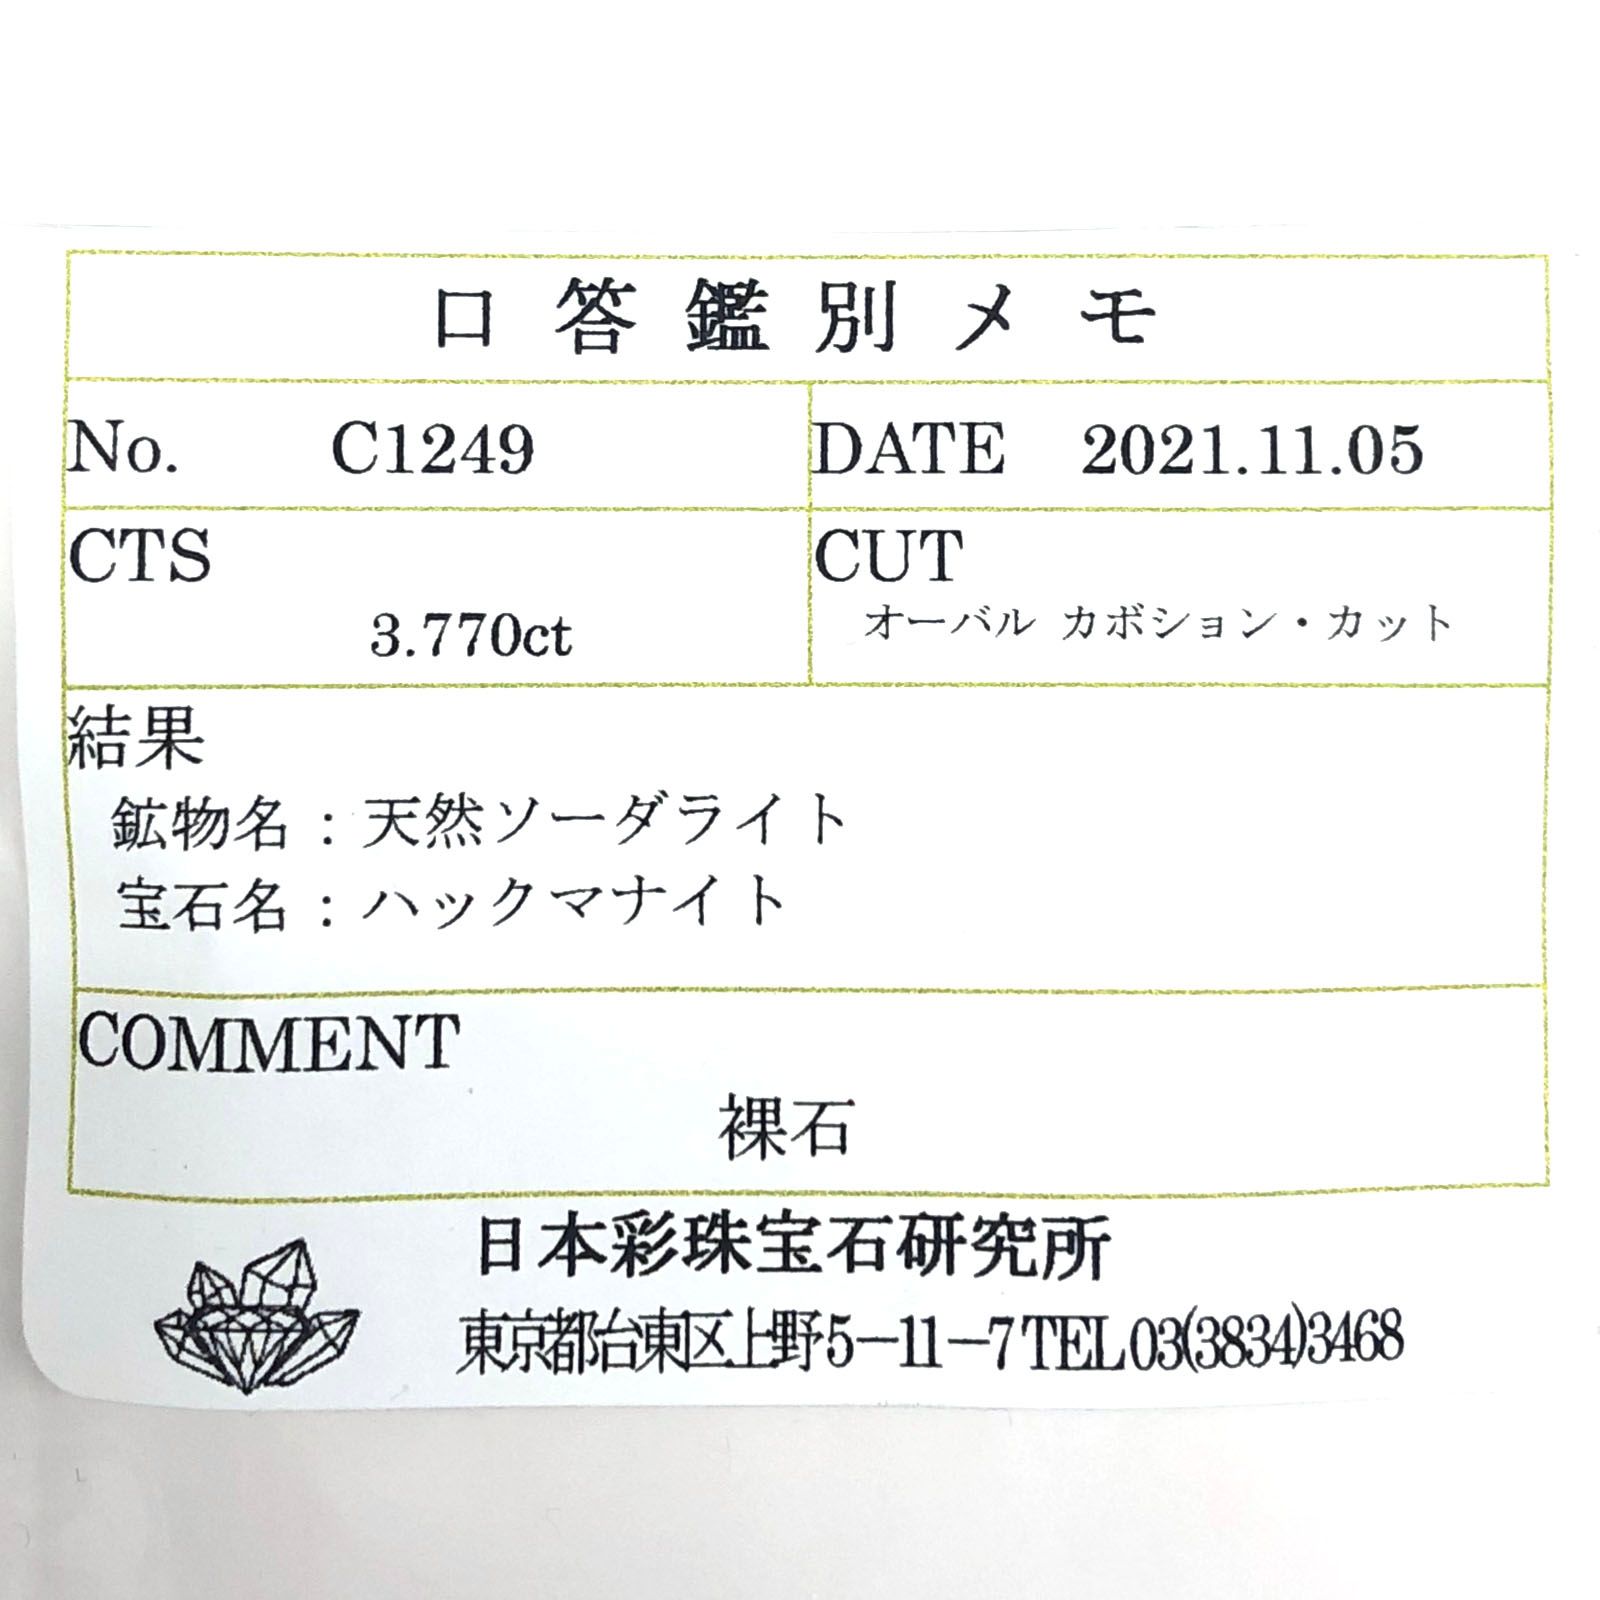 口答鑑別メモ
No. C1249 DATE 2021.11.05
CTS CUT
3.770ct オーバル カボション・カット
結果
鉱物名：天然ソーダライト
宝石名：ハックマナイト
COMMENT
裸石
日本彩珠宝石研究所
東京都台東区上野5-11-7 TEL03(3834)3468